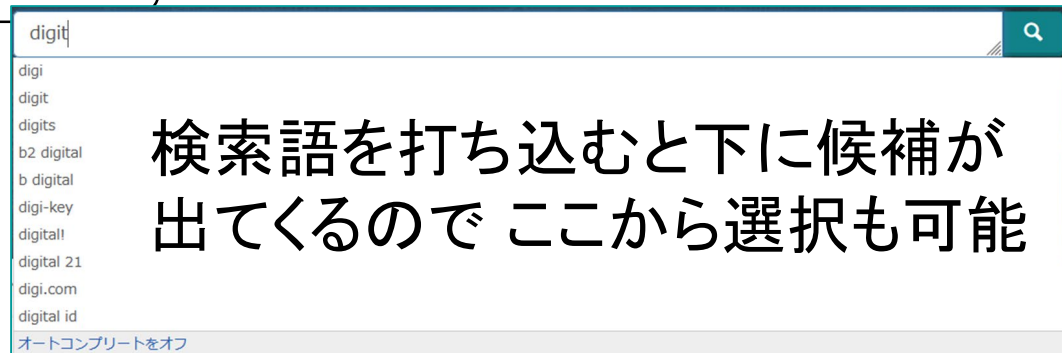 digit
digi
digit
digits
b2 digital
b digital
digi-key
digital!
digital 21
digi.com
digital id
検索語を打ち込むと下に候補が
出てくるので ここから選択も可能
オートコンプリートをオフ